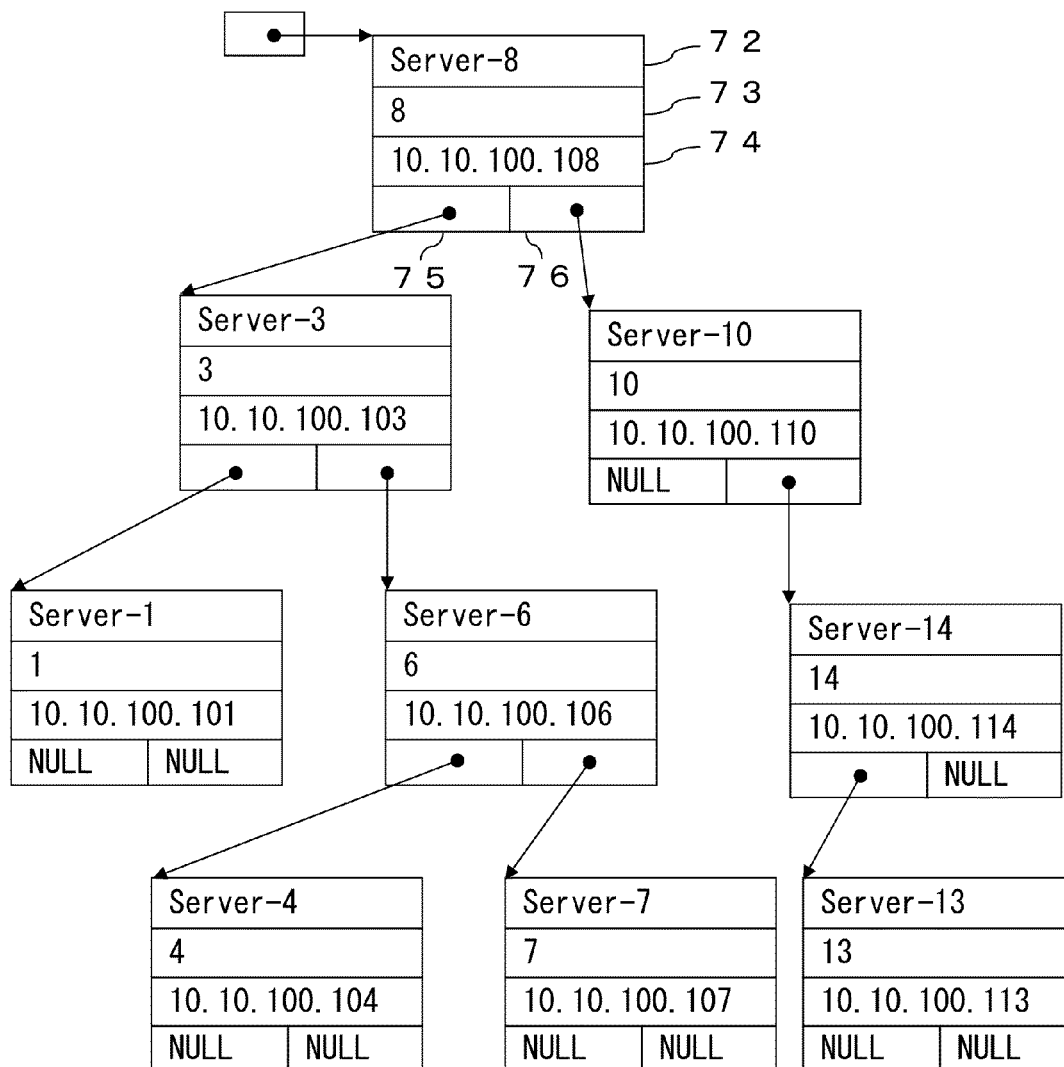 Server-8
8
10.10.100.108
72
73
74
75
76
Server-3
3
10.10.100.103
Server-10
10
10.10.100.110
NULL
Server-1
1
10.10.100.101
NULL NULL
Server-6
6
10.10.100.106
Server-14
14
10.10.100.114
NULL
Server-4
4
10.10.100.104
NULL NULL
Server-7
7
10.10.100.107
NULL NULL
Server-13
13
10.10.100.113
NULL NULL